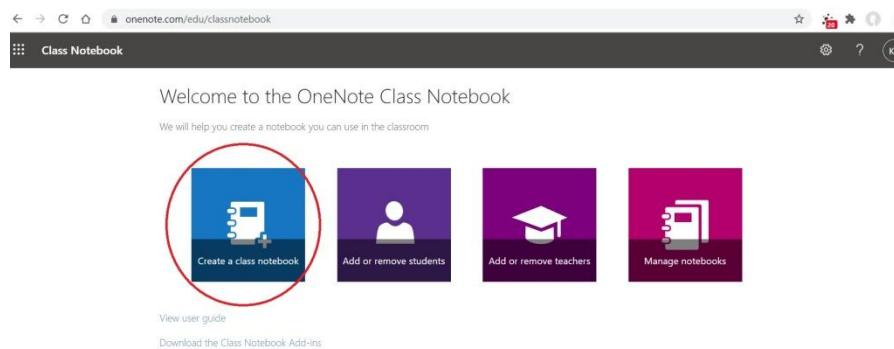 onenote.com/edu/classnotebook
20
Class Notebook
?
K
Welcome to the OneNote Class Notebook
We will help you create a notebook you can use in the classroom
Create a class notebook
Add or remove students
Add or remove teachers
Manage notebooks
View user guide
Download the Class Notebook Add-ins